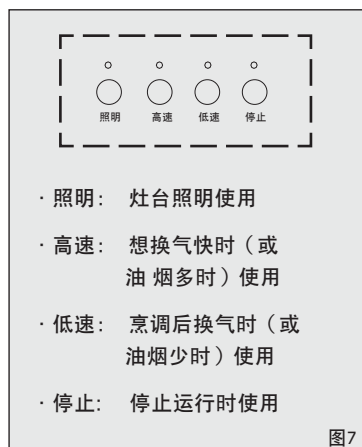 照明 高速 低速 停止
·照明： 灶台照明使用
·高速： 想换气快时（或
油 烟多时）使用
·低速： 烹调后换气时（或
油烟少时）使用
·停止: 停止运行时使用
图7